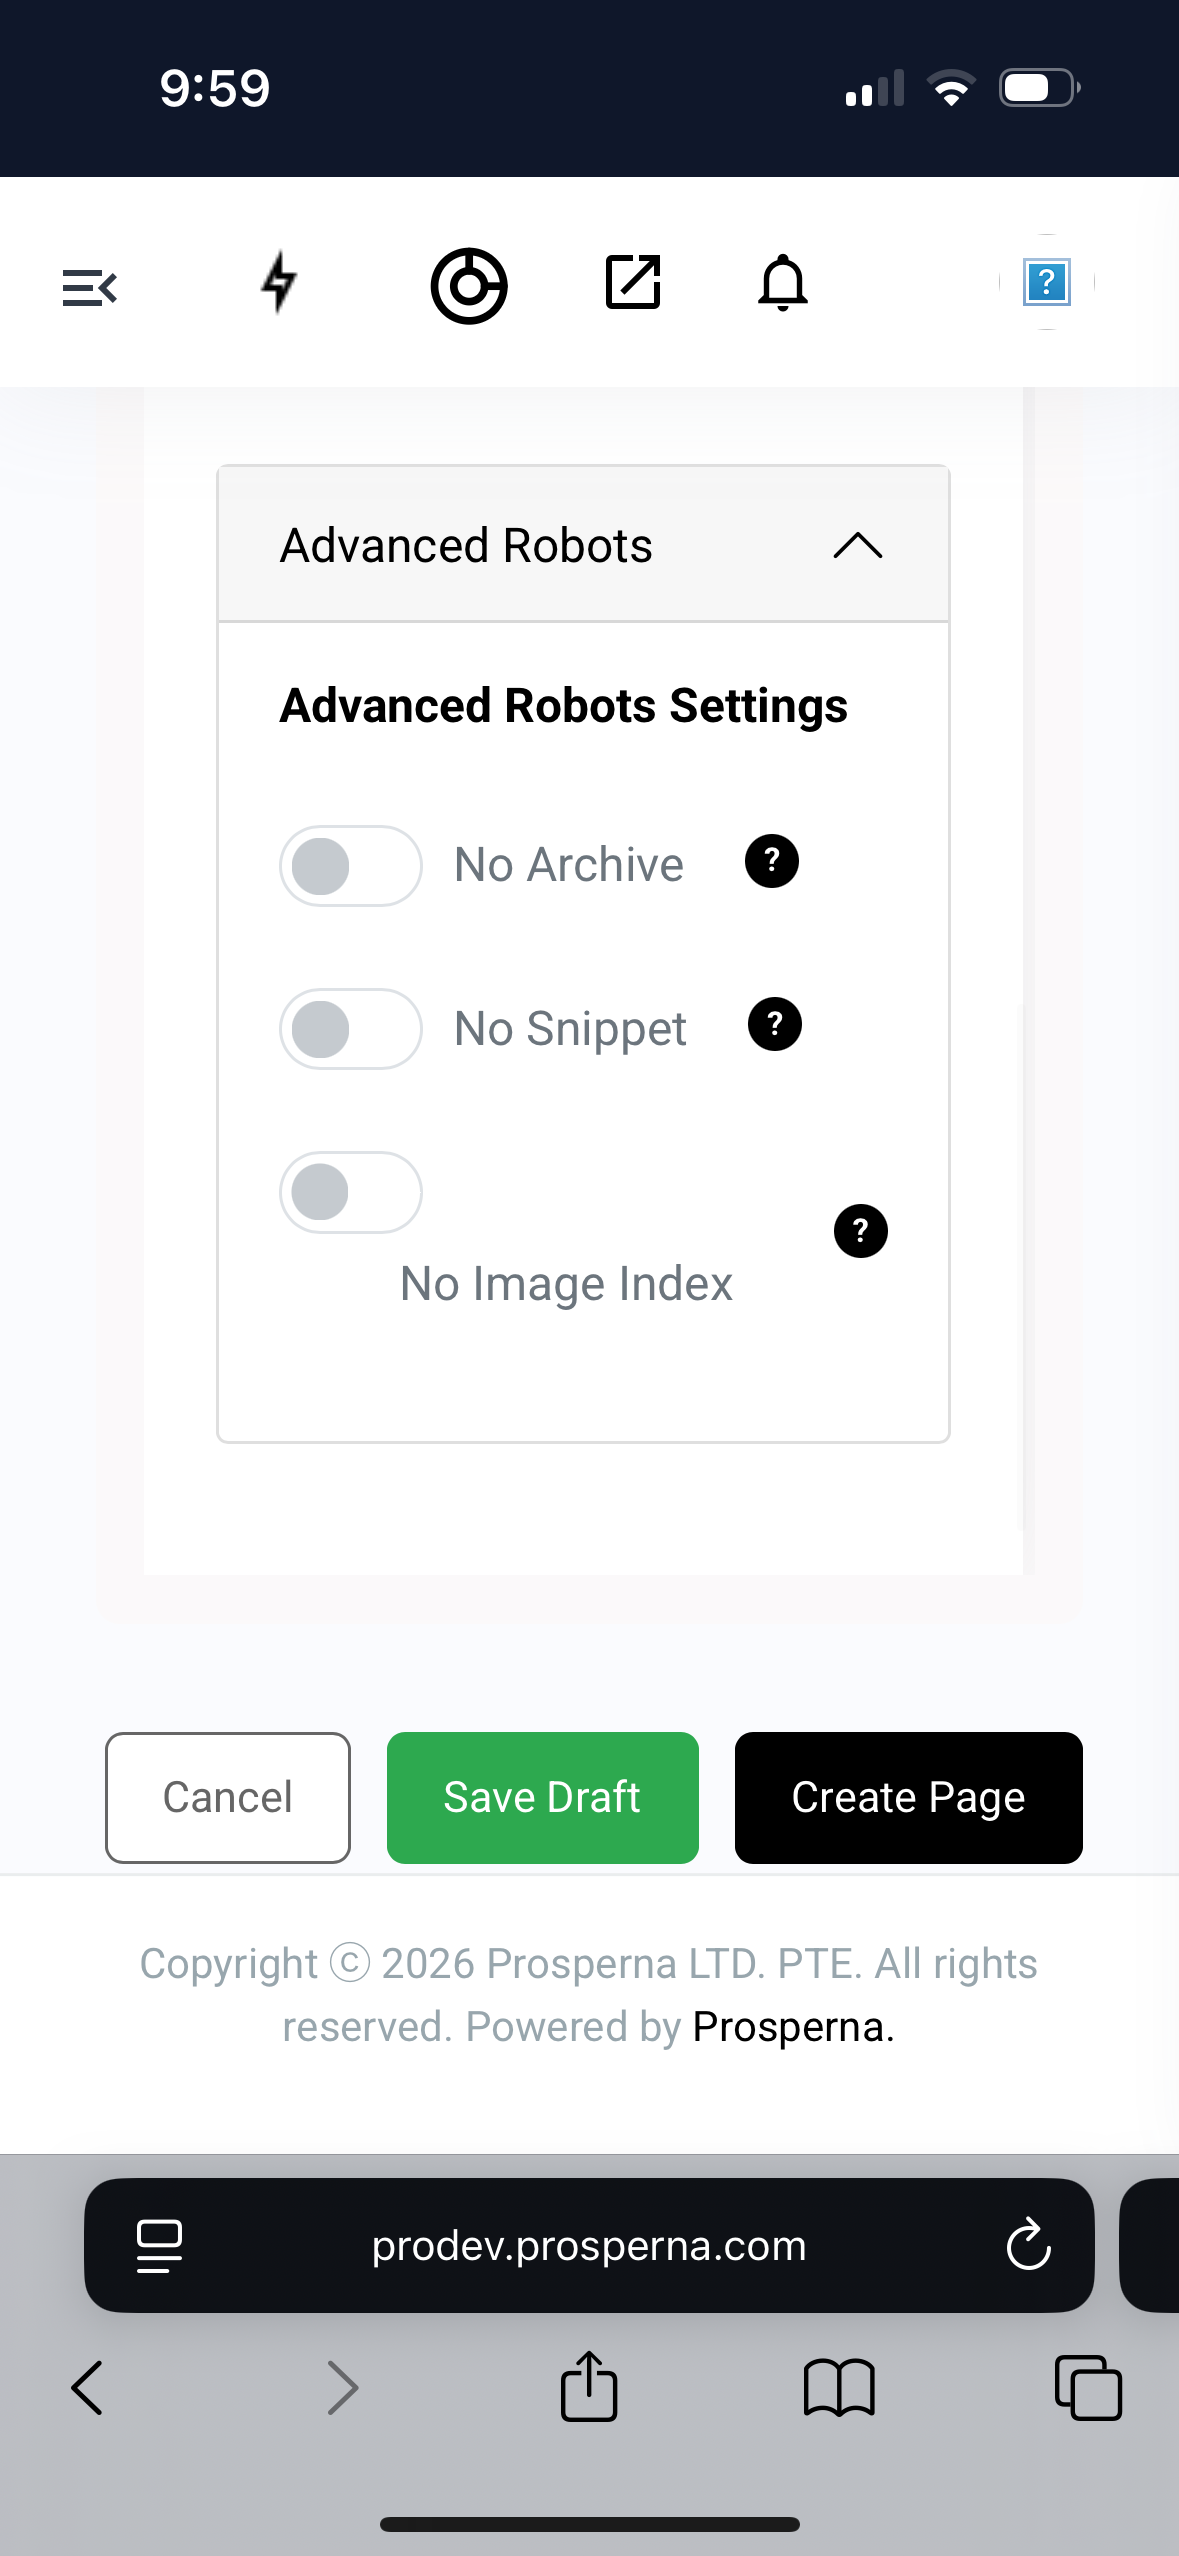 9:59
?
Advanced Robots
Advanced Robots Settings
No Archive ?
No Snippet ?
?
No Image Index
Cancel Save Draft Create Page
Copyright © 2026 Prosperna LTD. PTE. All rights
reserved. Powered by Prosperna.
prodev.prosperna.com